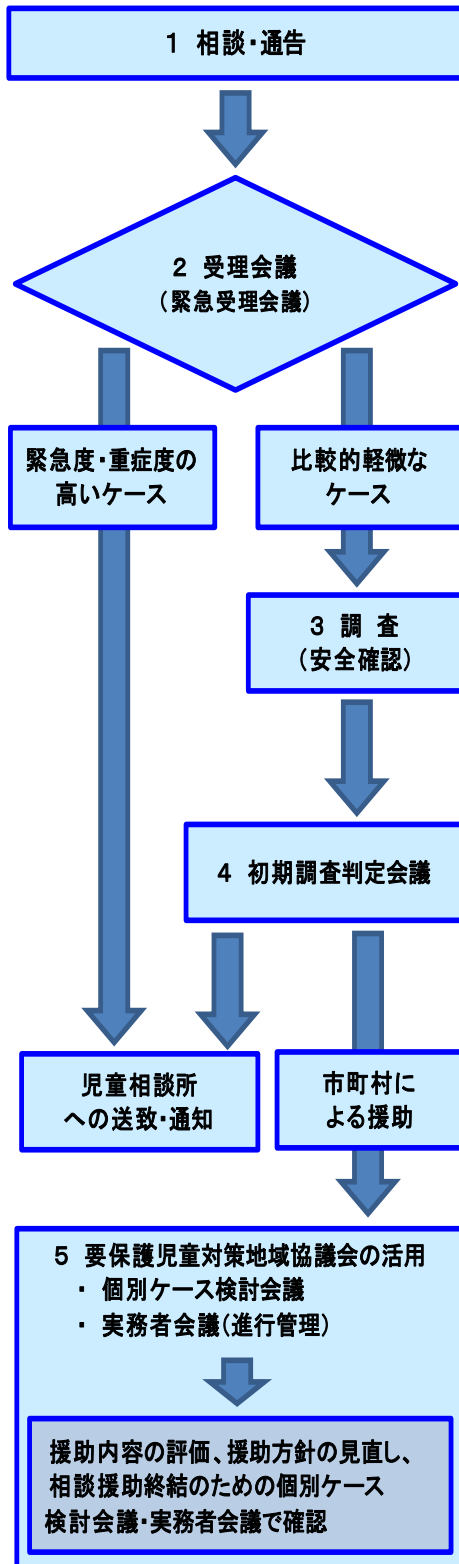 1 相談・通告
2 受理会議
（緊急受理会議）
緊急度・重症度の
高いケース
比較的軽微な
ケース
3 調 査
（安全確認）
4 初期調査判定会議
児童相談所
への送致・通知
市町村に
よる援助
5 要保護児童対策地域協議会の活用
・ 個別ケース検討会議
・ 実務者会議（進行管理）
援助内容の評価、援助方針の見直し、
相談援助終結のための個別ケース
検討会議・実務者会議で確認